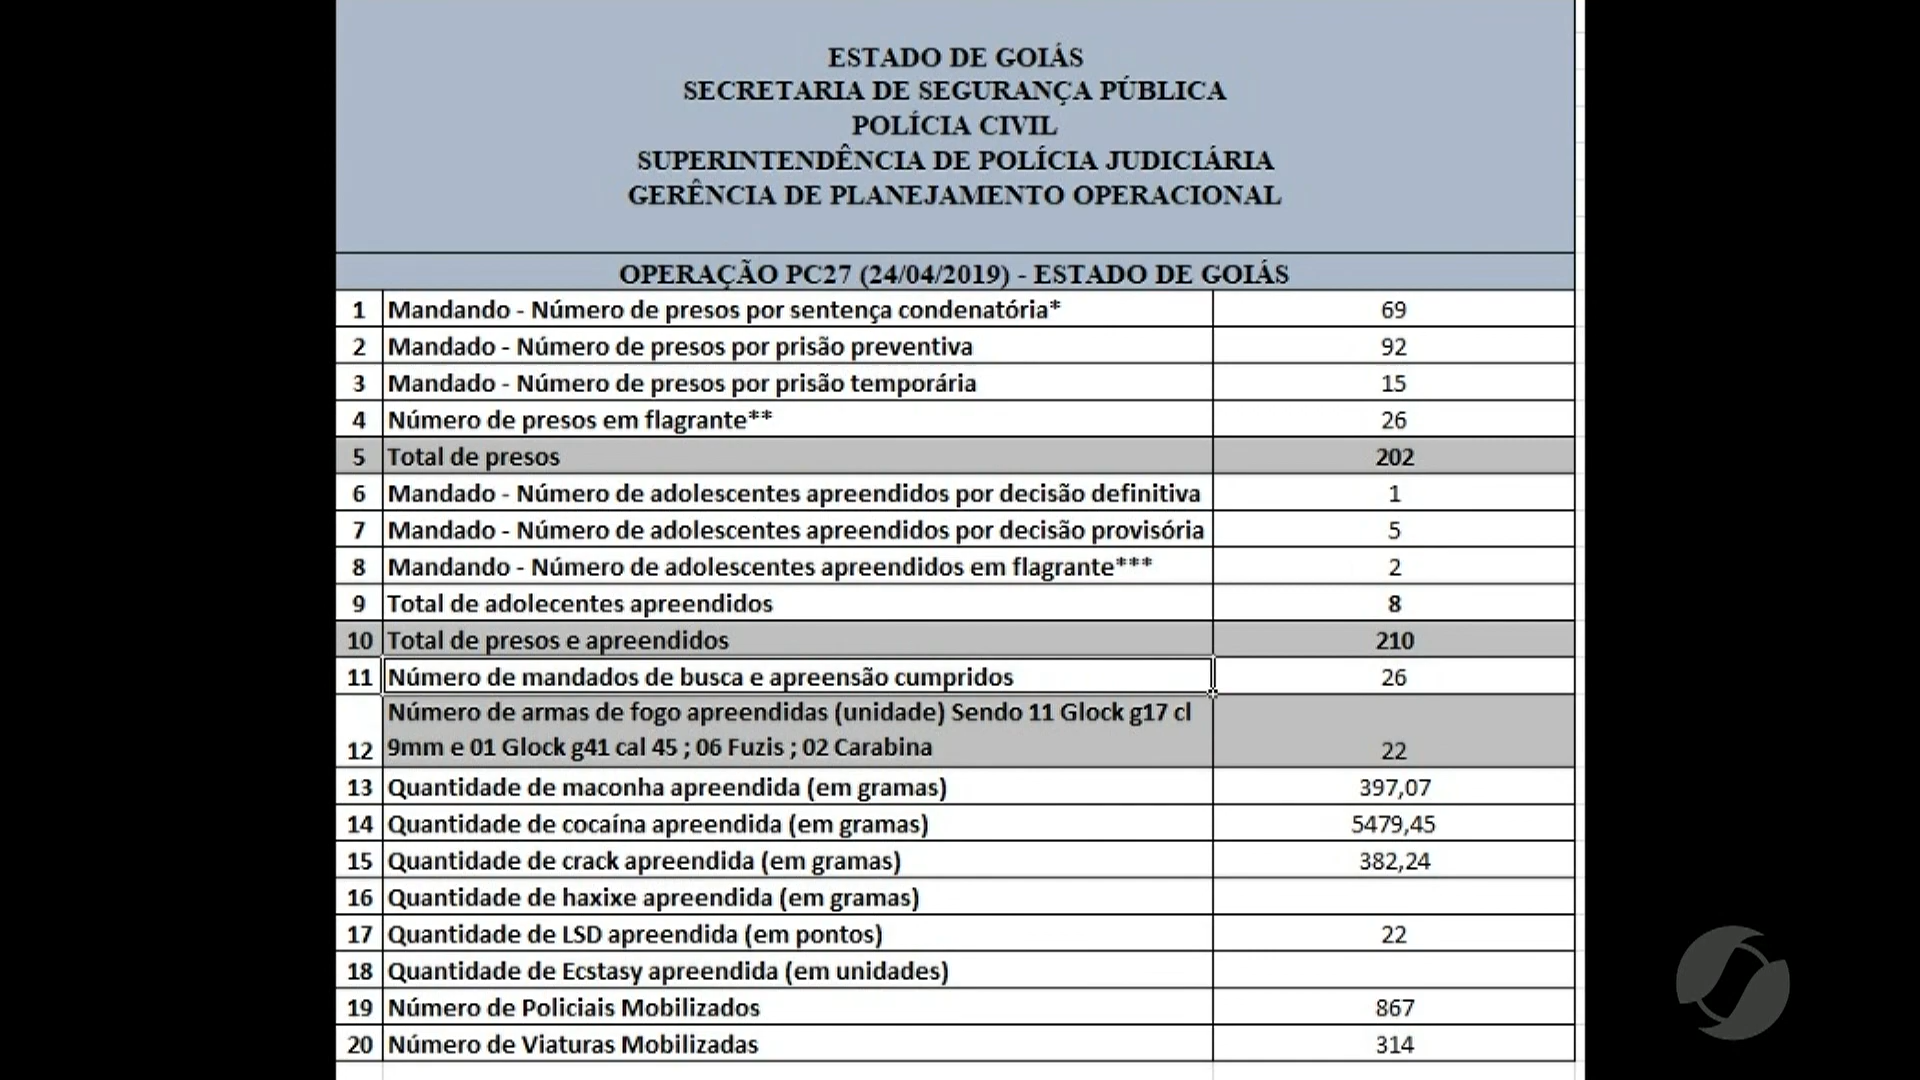 ESTADO DE GOIÁS
SECRETARIA DE SEGURANÇA PÚBLICA
POLÍCIA CIVIL
SUPERINTENDÊNCIA DE POLÍCIA JUDICIÁRIA
GERÊNCIA DE PLANEJAMENTO OPERACIONAL
OPERAÇÃO PC27 (24/04/2019) - ESTADO DE GOIÁS
1 Mandando - Número de presos por sentença condenatória* 69
2 Mandado - Número de presos por prisão preventiva 92
3 Mandado - Número de presos por prisão temporária 15
4 Número de presos em flagrante** 26
5 Total de presos 202
6 Mandado - Número de adolescentes apreendidos por decisão definitiva 1
7 Mandado - Número de adolescentes apreendidos por decisão provisória 5
8 Mandando - Número de adolescentes apreendidos em flagrante*** 2
9 Total de adolecentes apreendidos 8
10 Total de presos e apreendidos 210
11 Número de mandados de busca e apreensão cumpridos 26
Número de armas de fogo apreendidas (unidade) Sendo 11 Glock g17 cl
12 9mm e 01 Glock g41 cal 45 ; 06 Fuzis ; 02 Carabina 22
13 Quantidade de maconha apreendida (em gramas) 397,07
14 Quantidade de cocaína apreendida (em gramas) 5479,45
15 Quantidade de crack apreendida (em gramas) 382,24
16 Quantidade de haxixe apreendida (em gramas)
17 Quantidade de LSD apreendida (em pontos) 22
18 Quantidade de Ecstasy apreendida (em unidades)
19 Número de Policiais Mobilizados 867
20 Número de Viaturas Mobilizadas 314